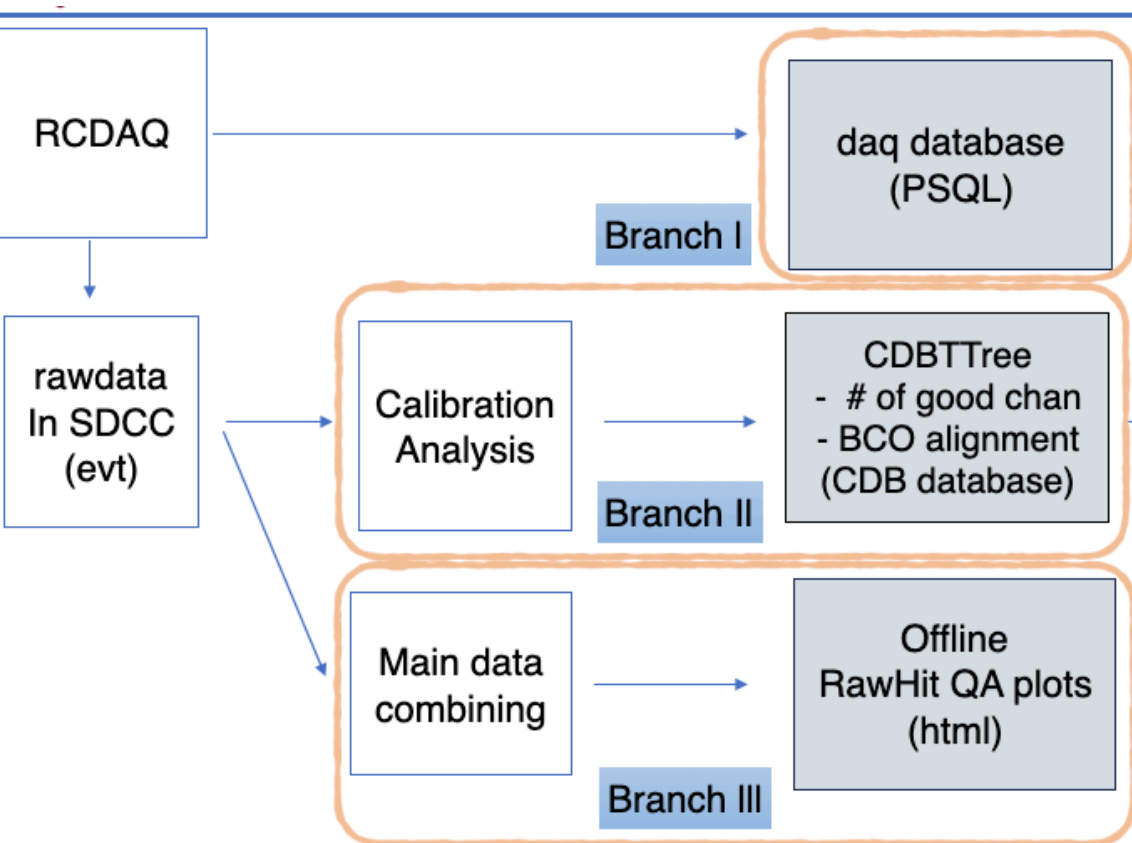 RCDAQ
daq database
(PSQL)
Branch I
rawdata
In SDCC
(evt)
Calibration
Analysis
CDBTTree
- # of good chan
- BCO alignment
(CDB database)
Branch II
Main data
combining
Offline
RawHit QA plots
(html)
Branch III